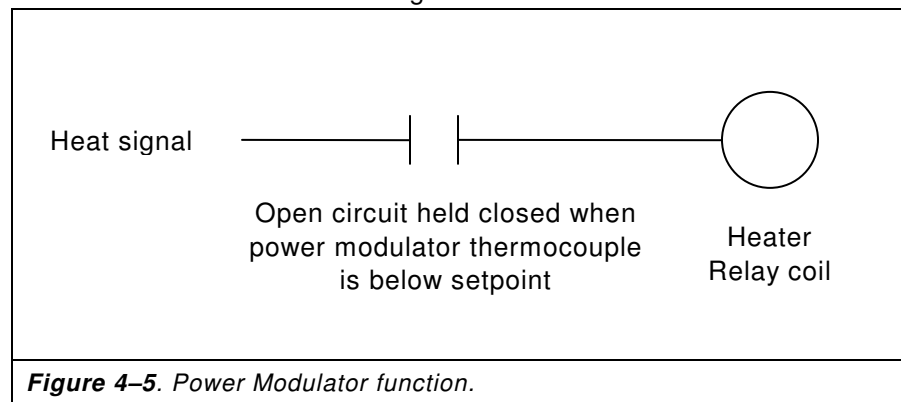 Heat signal
Open circuit held closed when
power modulator thermocouple
is below setpoint
Heater
Relay coil
Figure 4–5. Power Modulator function.